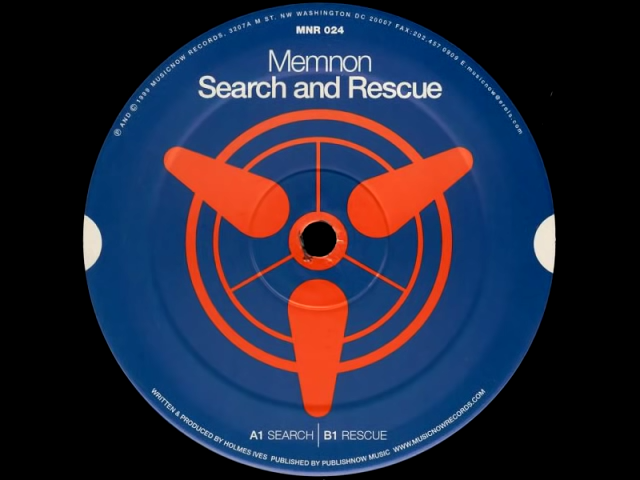 ℗ AND © 1999 MUSICNOW RECORDS, 3207A M ST. NW WASHINGTON DC 20007 FAX:202-457 0909 E:musicnow@erols.com
MNR 024
Memnon
Search and Rescue
A1 SEARCH | B1 RESCUE
WRITTEN & PRODUCED BY HOLMES IVES PUBLISHED BY PUBLISHNOW MUSIC WWW.MUSICNOWRECORDS.COM